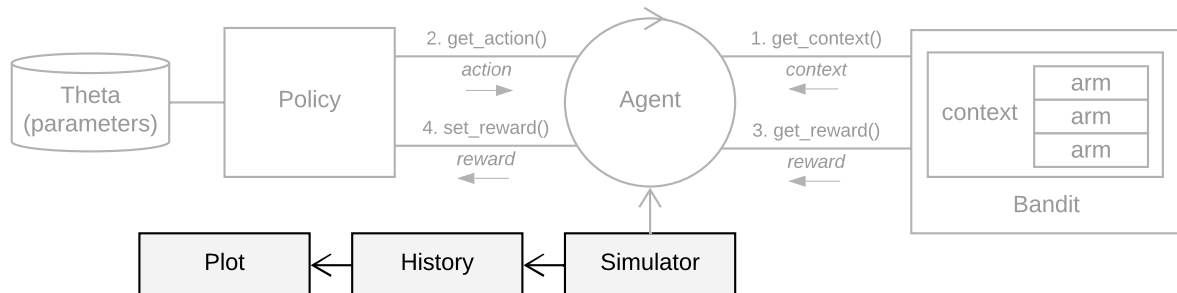 2. get_action()
1. get_context()
action
context
Theta
(parameters)
Policy
Agent
context
arm
arm
arm
4. set_reward()
3. get_reward()
reward
reward
Bandit
Plot
History
Simulator